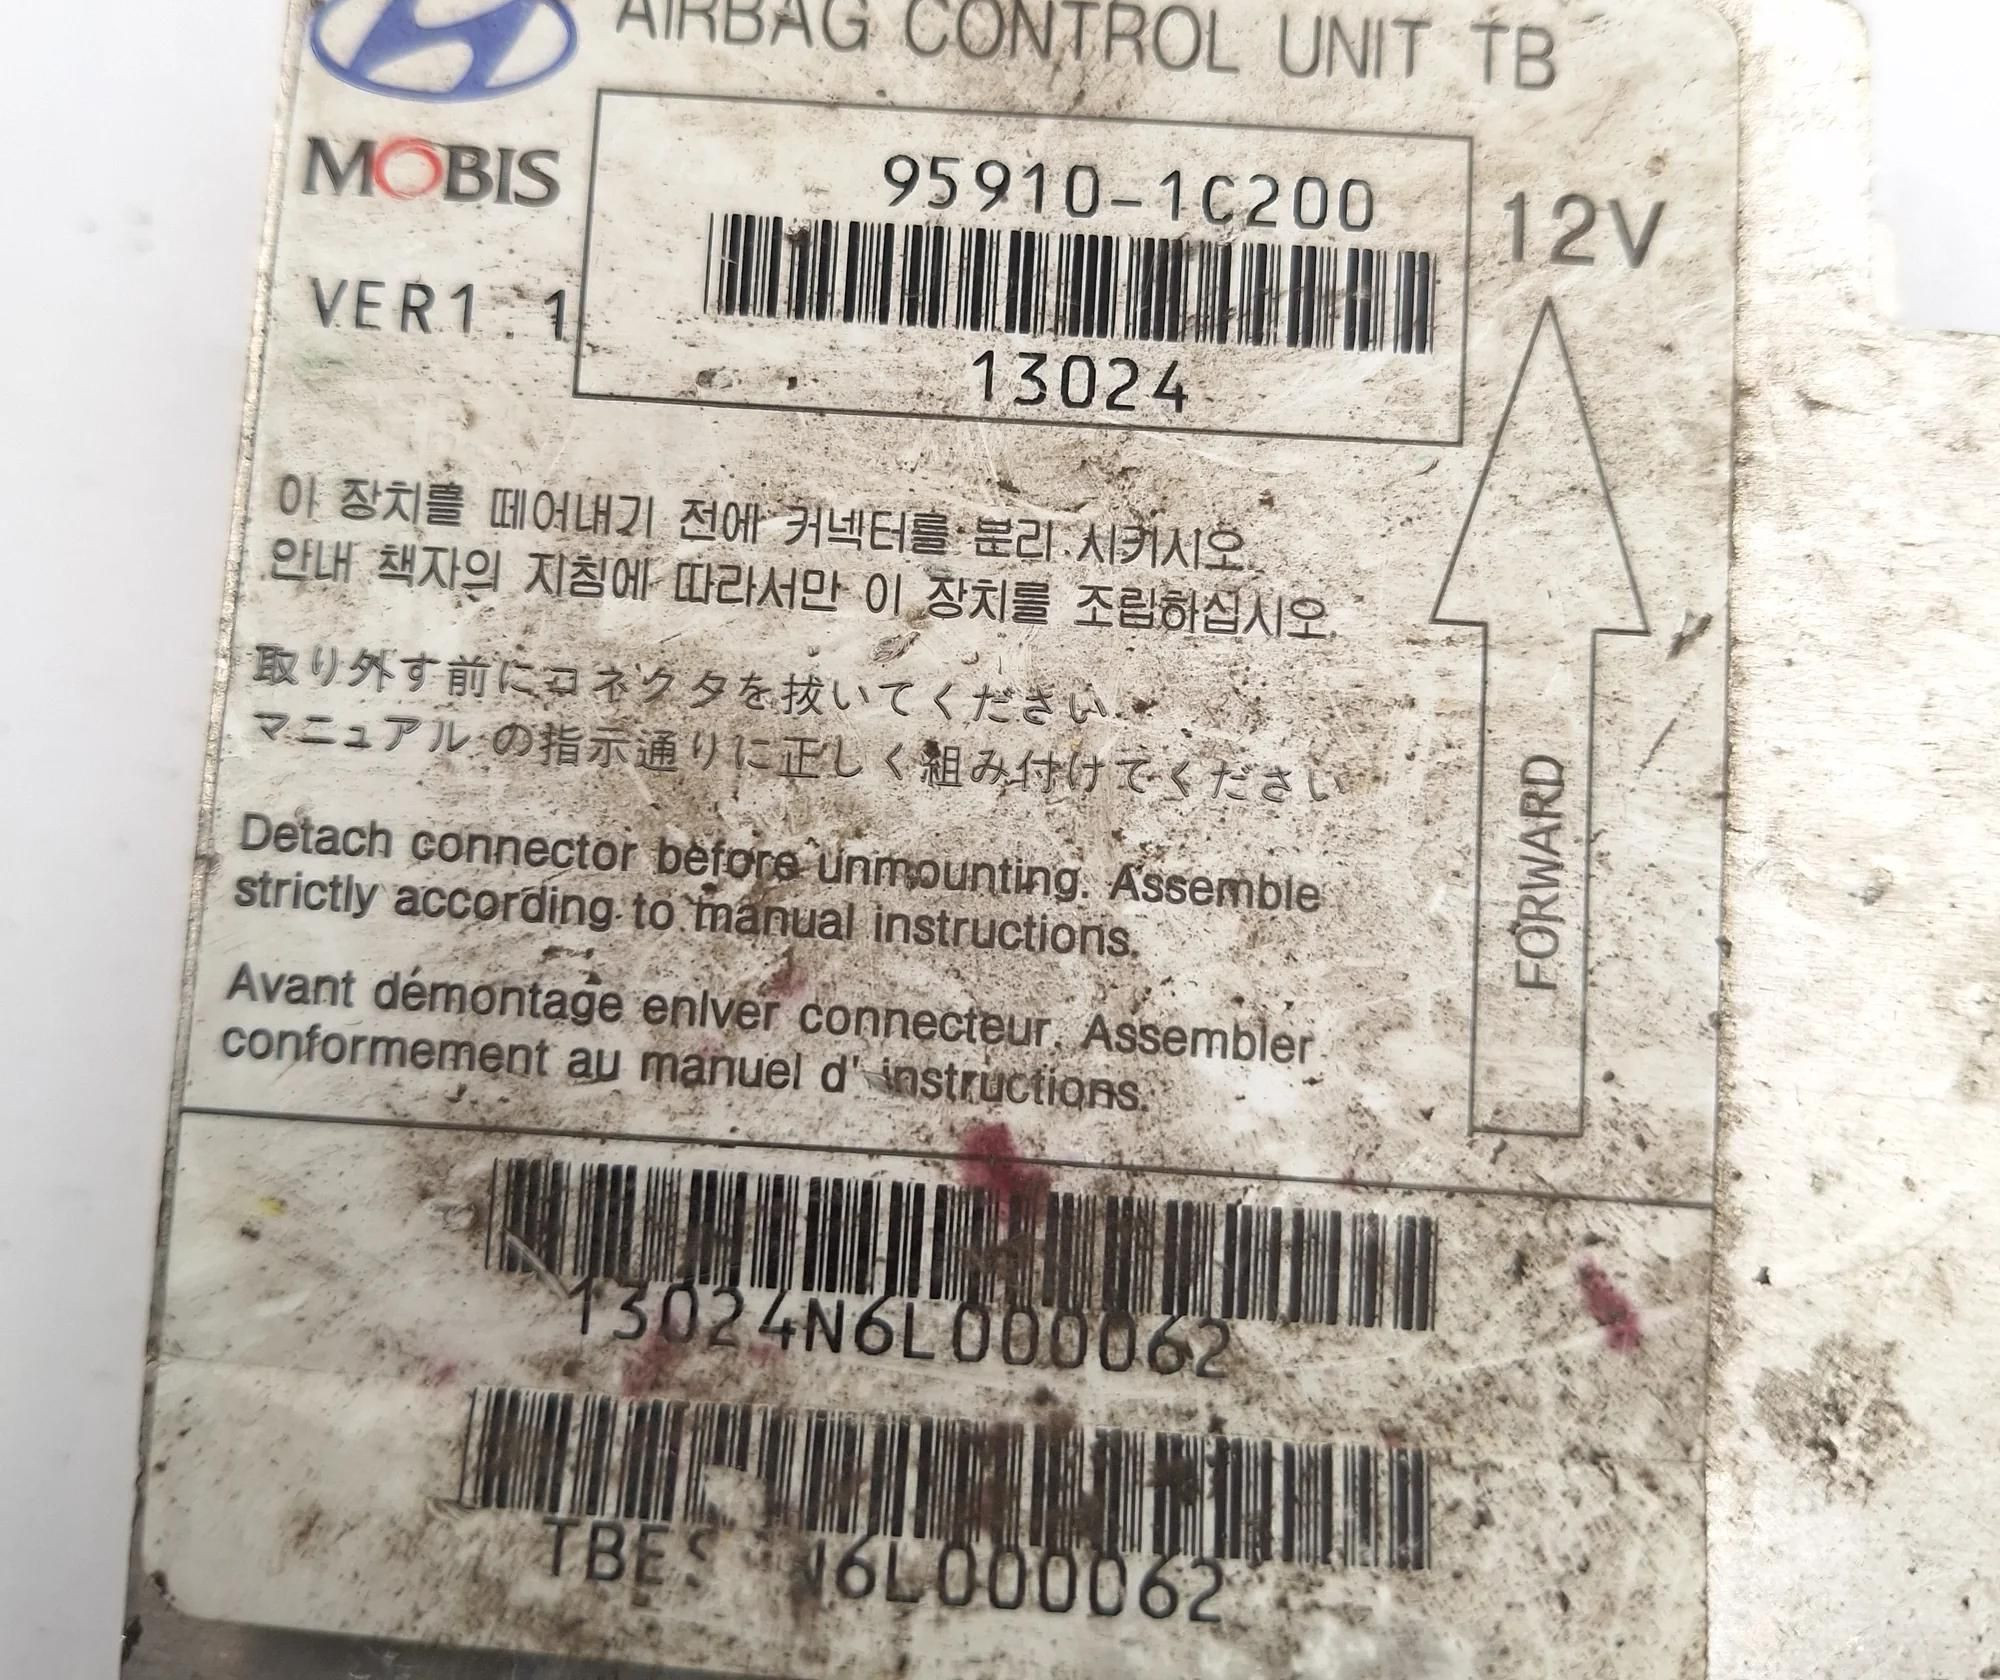 AIRBAG CONTROL UNIT TB
MOBIS
95910-1C200
12V
VER1.1
13024
이 장치를 떼어내기 전에 커넥터를 분리 시키시오.
안내 책자의 지침에 따라서만 이 장치를 조립하십시오.
取り外す前にコネクタを抜いてください
マニュアルの指示通りに正しく組み付けてください
FORWARD
Detach connector before unmounting. Assemble
strictly according to manual instructions.
Avant démontage enlver connecteur. Assembler
conformement au manuel d' instructions.
13024N6L000062